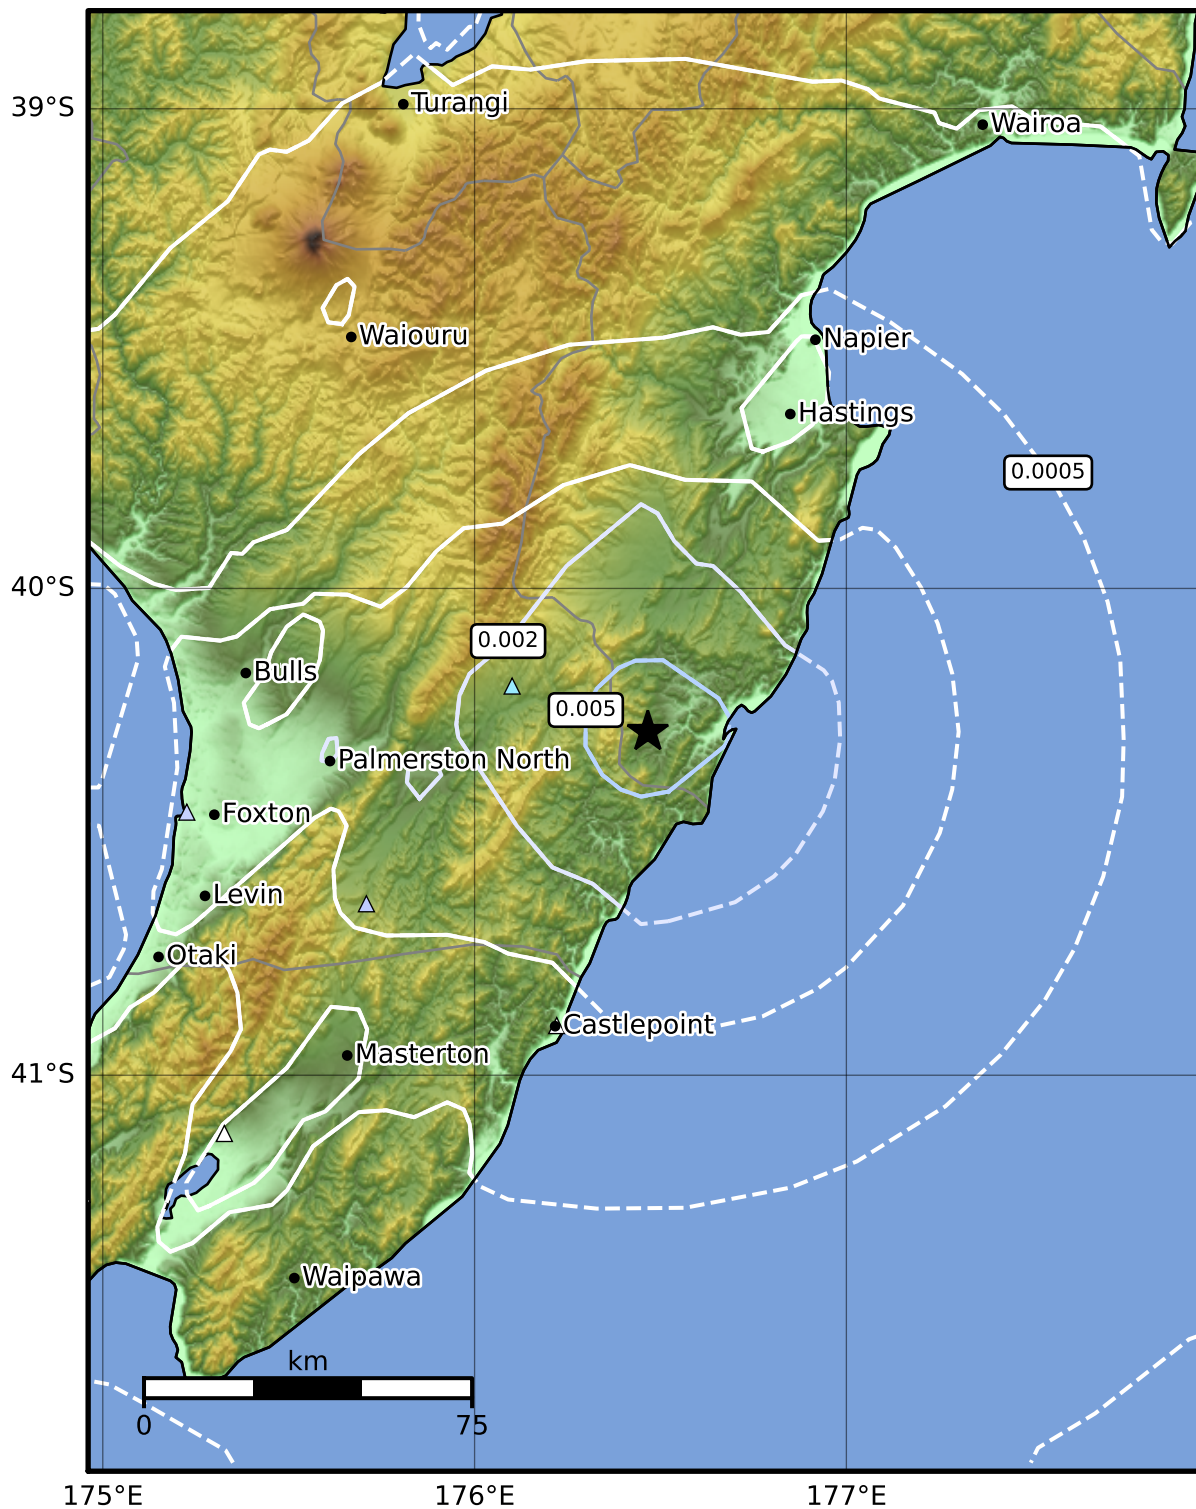 39°S
Turangi
Wairoa
Waiouru
Napier
Hastings
0.0005
40°S
0.002
Bulls
0.005
Palmerston North
Foxton
Levin
Otaki
Castlepoint
Masterton
41°S
Waipawa
km
0
75
175°E
176°E
177°E